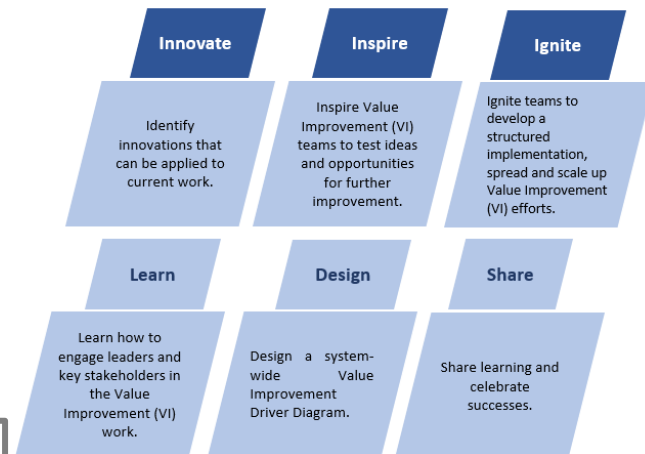 Innovate
Inspire
Ignite
Identify
innovations that
can be applied to
current work.
Inspire Value
Improvement (VI)
teams to test ideas
and opportunities
for further
improvement.
Ignite teams to
develop a
structured
implementation,
spread and scale up
Value Improvement
(VI) efforts.
Learn
Design
Share
Learn how to
engage leaders and
key stakeholders in
the Value
Improvement (VI)
work.
Design a system-
wide Value
Improvement
Driver Diagram.
Share learning and
celebrate
successes.